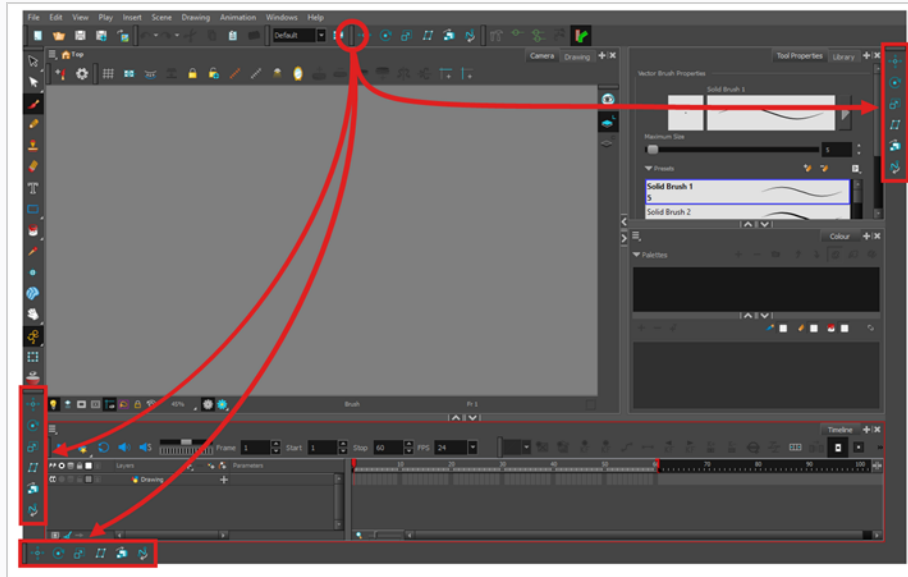 File Edit View Play Insert Scene Drawing Animation Windows Help
Default
Top
Camera Drawing
Tool Properties Library
Vector Brush Properties
Solid Brush 1
Maximum Size
5
Presets
Solid Brush 1
5
Solid Brush 2
Colour
Palettes
Brush
Fr 1
Timeline
Frame 1 Start 1 Stop 60 FPS 24
Layers Parameters
10 20 30 40 50 60 70 80 90 100
Drawing